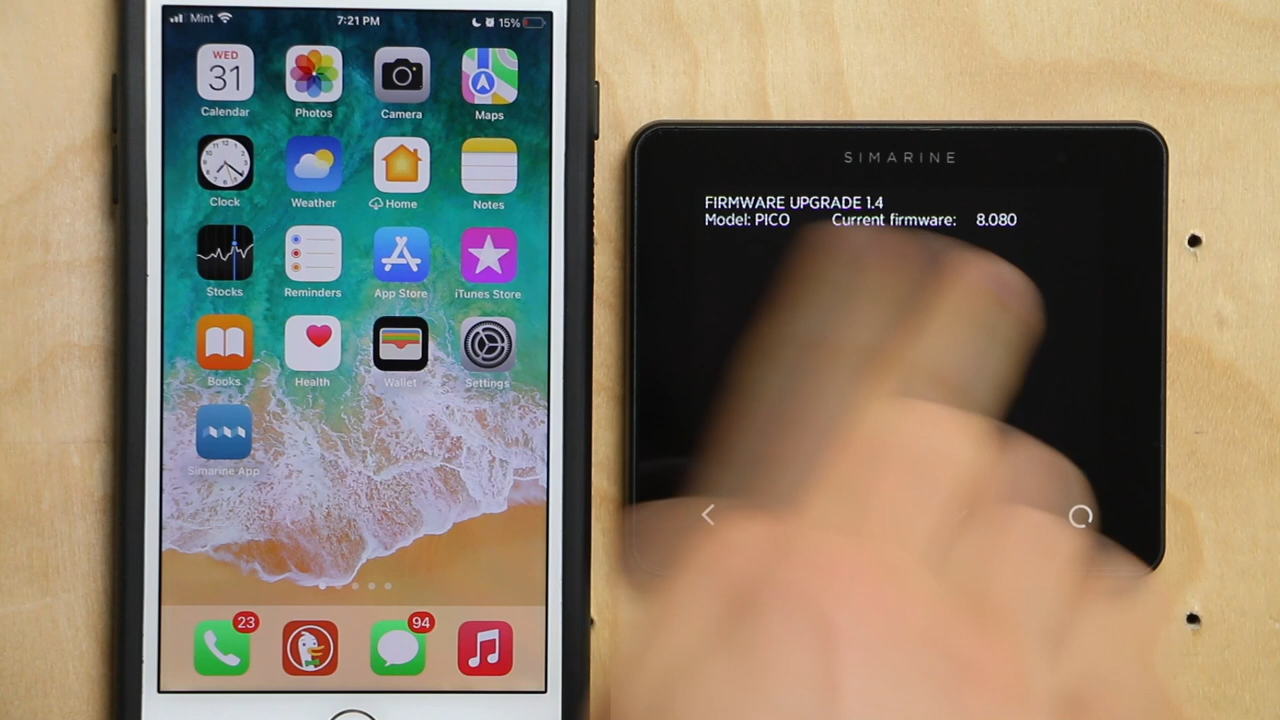 Mint 7:21 PM 15%
WED
31
Calendar Photos Camera Maps
Clock Weather Home Notes
Stocks Reminders App Store iTunes Store
Books Health Wallet Settings
Simarine App
23 94
SIMARINE
FIRMWARE UPGRADE 1.4
Model: PICO Current firmware: 8.080